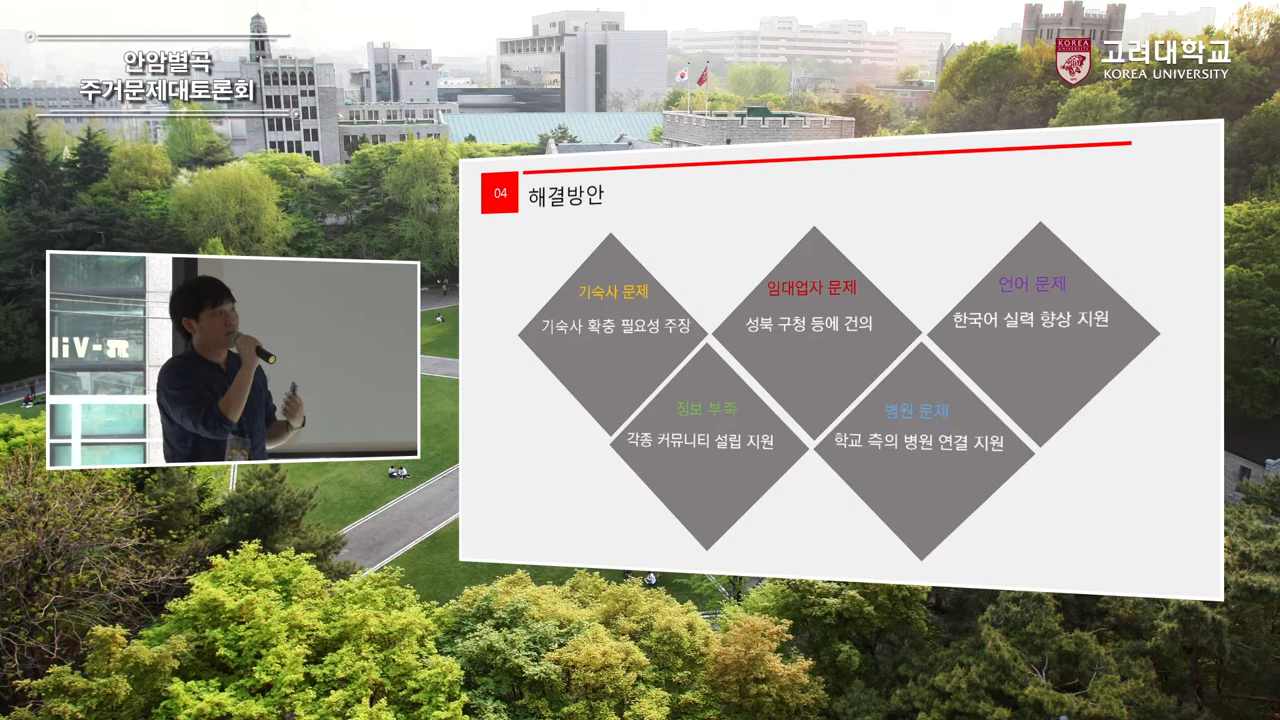 안암별곡
주거문제대토론회
KOREA
UNIVERSITY
고려대학교
KOREA UNIVERSITY
04
해결방안
기숙사 문제
기숙사 확충 필요성 주장
임대업자 문제
성북 구청 등에 건의
언어 문제
한국어 실력 향상 지원
정보 부족
각종 커뮤니티 설립 지원
병원 문제
학교 측의 병원 연결 지원